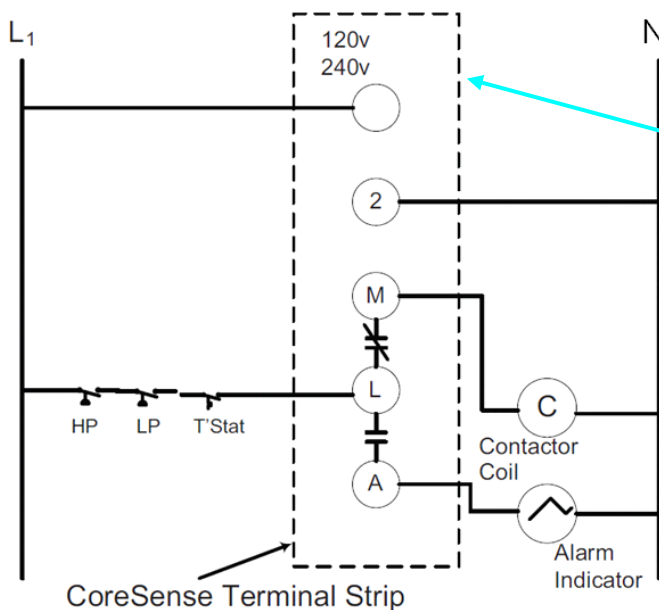 L1
N
120v
240v
2
M
L
HP LP T'Stat
C
Contactor
Coil
A
Alarm
Indicator
CoreSense Terminal Strip